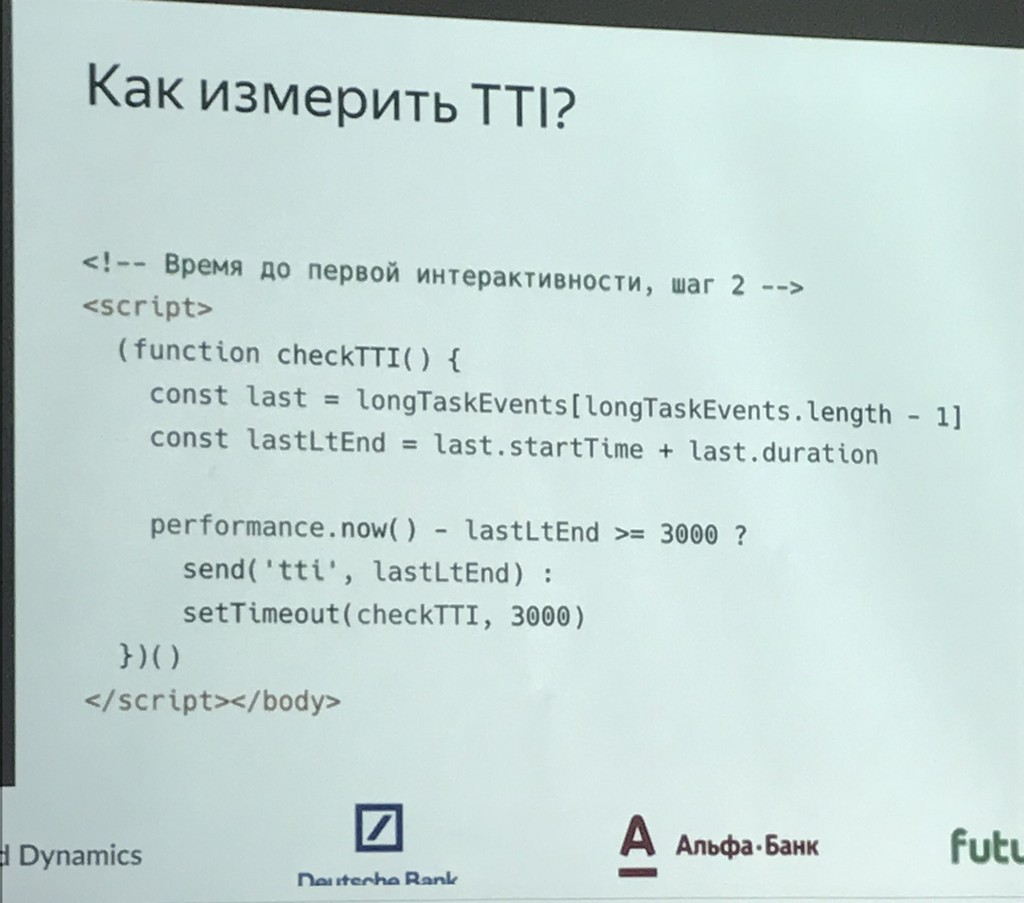 Как измерить TTI?
<!-- Время до первой интерактивности, шаг 2 -->
<script>
(function checkTTI() {
const last = longTaskEvents[longTaskEvents.length - 1]
const lastLtEnd = last.startTime + last.duration
performance.now() - lastLtEnd >= 3000 ?
send('tti', lastLtEnd) :
setTimeout(checkTTI, 3000)
})()
</script></body>
Dynamics
Deutsche Bank
Альфа·Банк